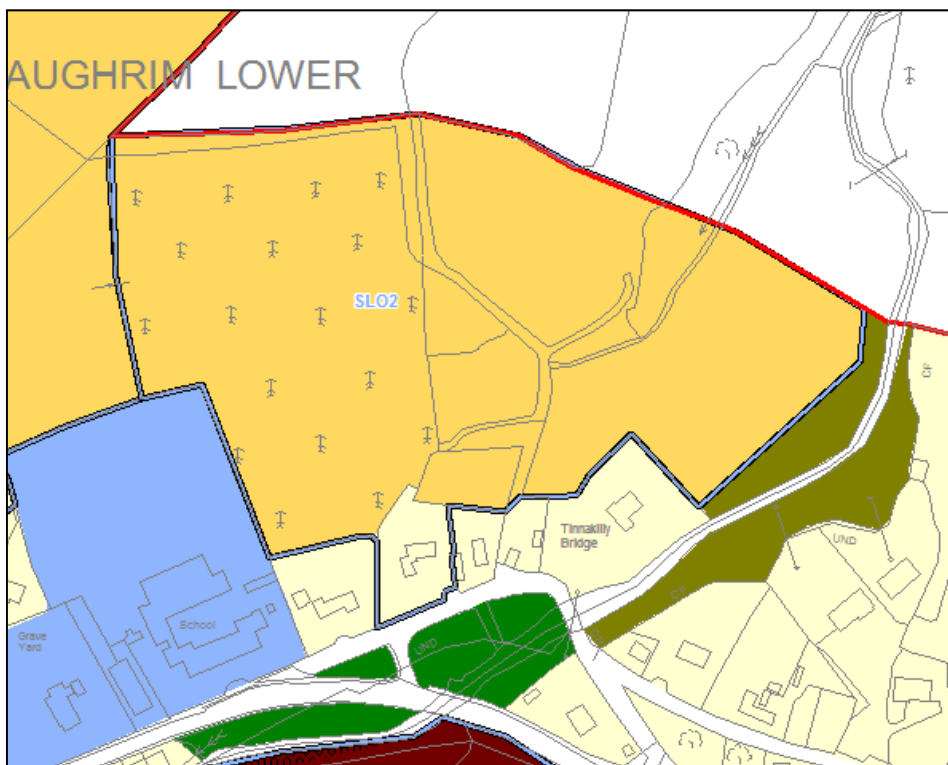 AUGHRIM LOWER
CF
SLO2
Tinnakilly
Bridge
UND
CF
School
Grave
Yard
UND